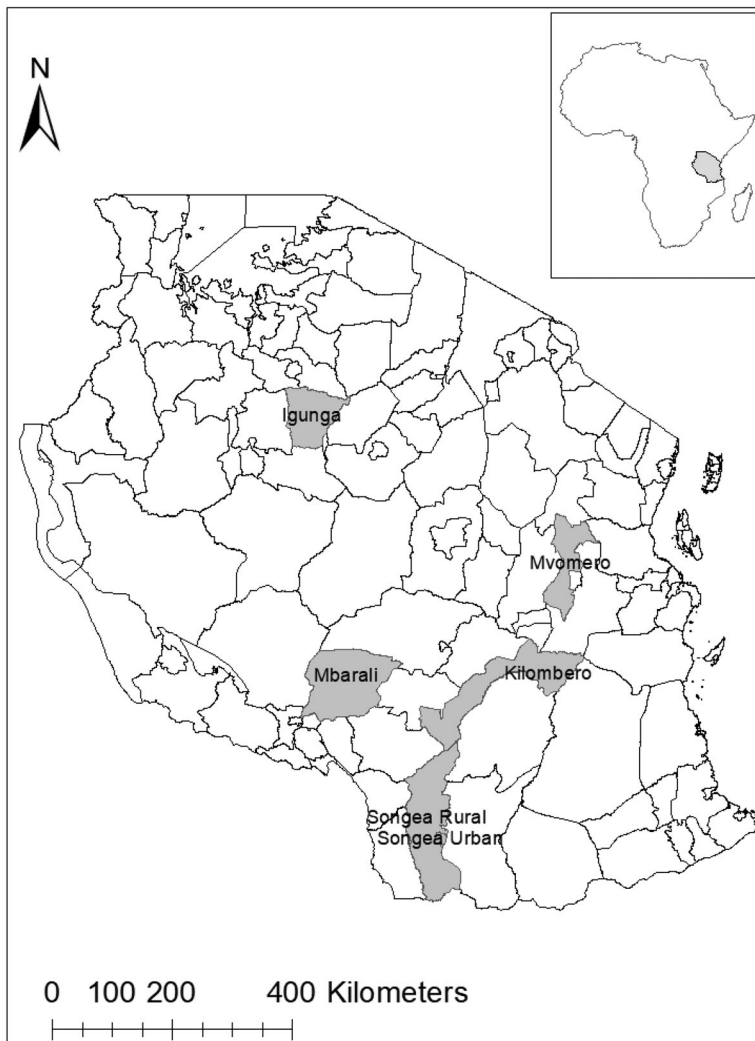 N
Igunga
Mvomero
Mbarali
Kilombero
Songea Rural
Songea Urban
0 100 200 400 Kilometers